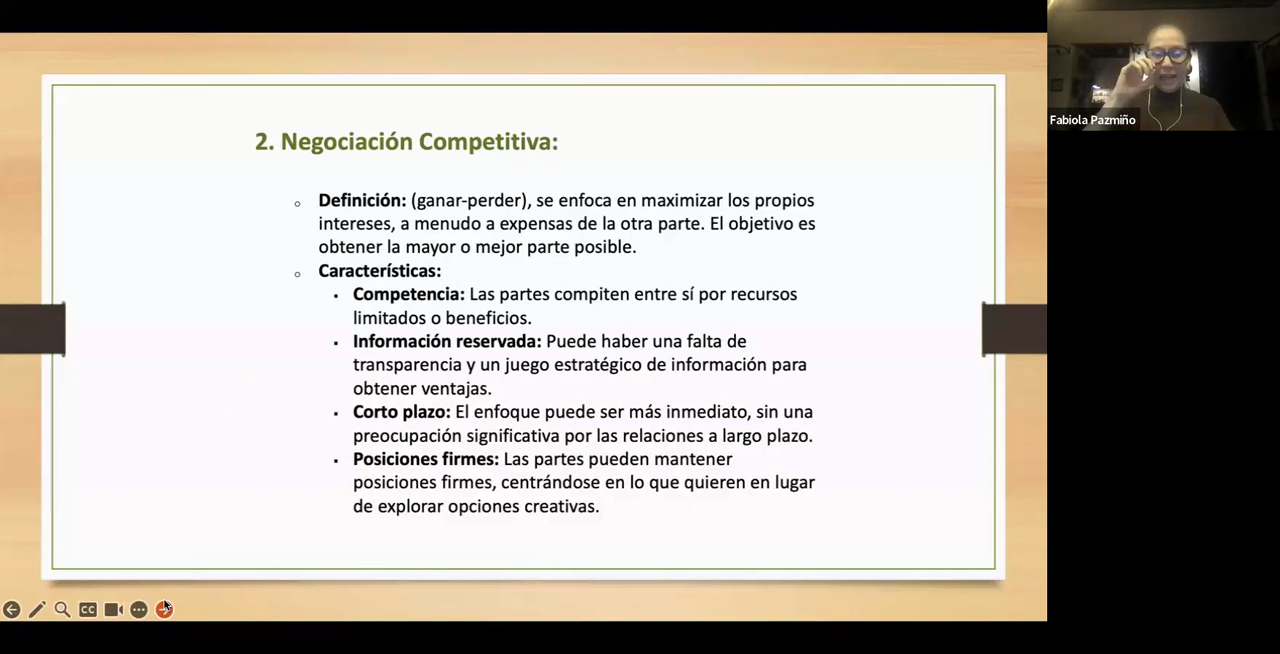 2. Negociación Competitiva:
Definición: (ganar-perder), se enfoca en maximizar los propios
intereses, a menudo a expensas de la otra parte. El objetivo es
obtener la mayor o mejor parte posible.
Características:
Competencia: Las partes compiten entre sí por recursos
limitados o beneficios.
Información reservada: Puede haber una falta de
transparencia y un juego estratégico de información para
obtener ventajas.
Corto plazo: El enfoque puede ser más inmediato, sin una
preocupación significativa por las relaciones a largo plazo.
Posiciones firmes: Las partes pueden mantener
posiciones firmes, centrándose en lo que quieren en lugar
de explorar opciones creativas.
Fabiola Pazmiño
CC